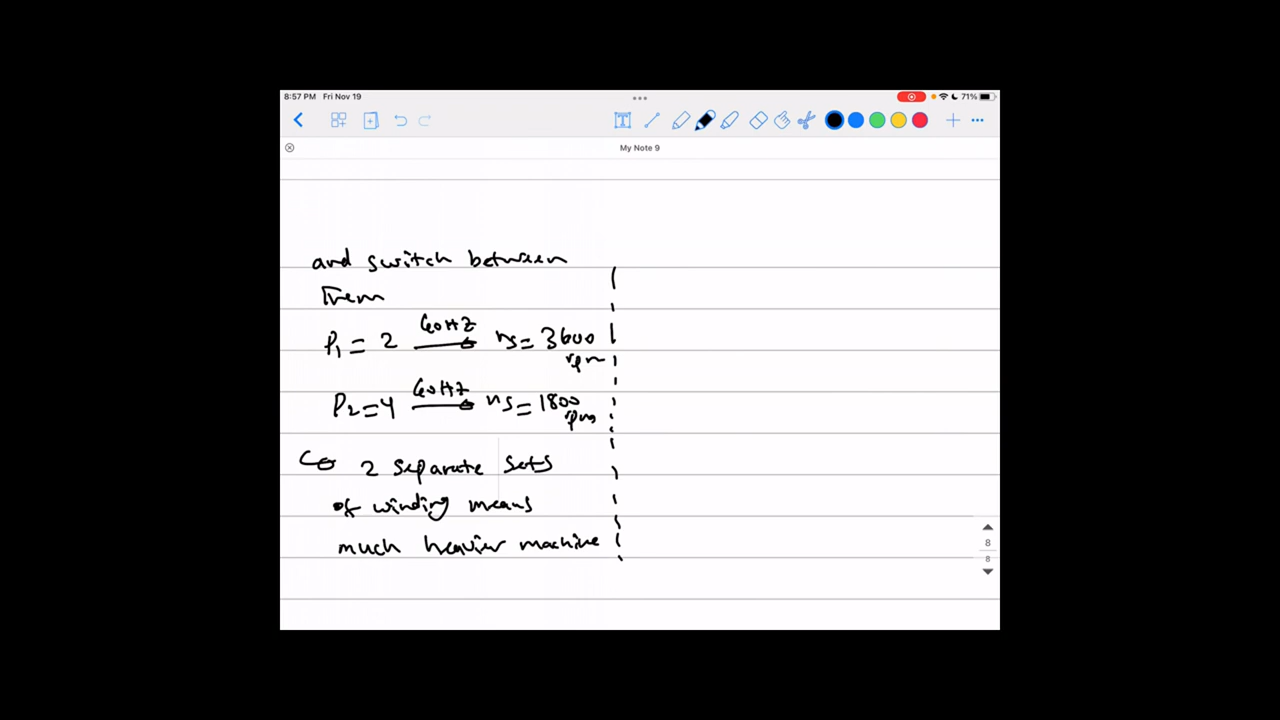 8:57 PM Fri Nov 19
71%
My Note 9
and switch between
them
P1 = 2 60HZ ns = 3600
rpm
P2 = 4 60HZ ns = 1800
rpm
2 separate sets
of winding means
much heavier machine
8
8